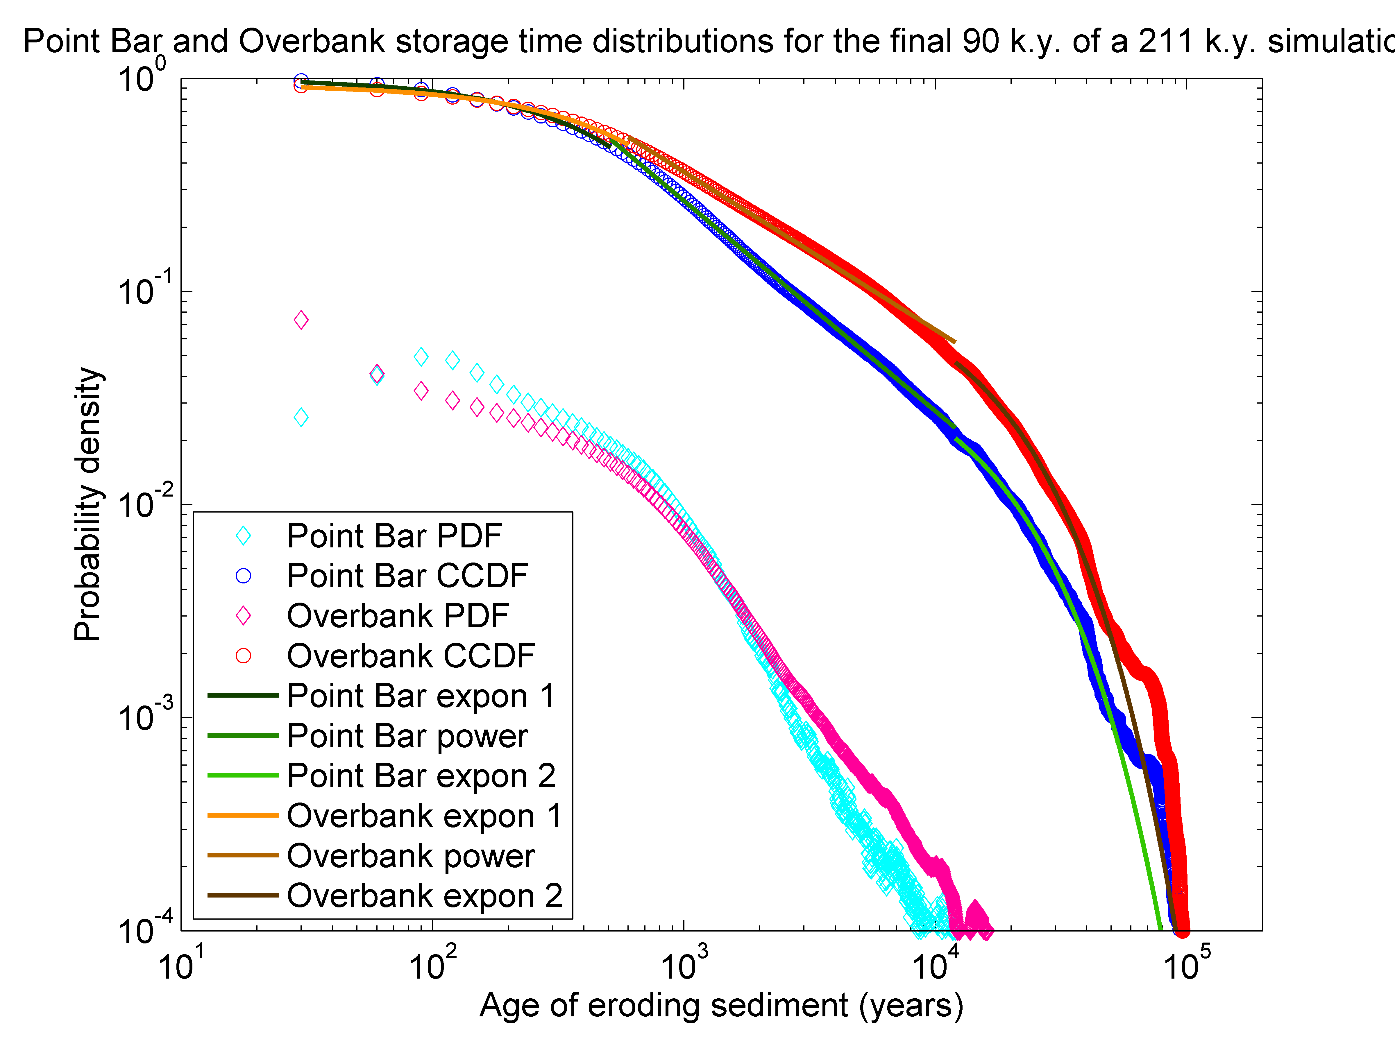 Point Bar and Overbank storage time distributions for the final 90 k.y. of a 211 k.y. simulatio
10^0
10^-1
10^-2
10^-3
10^-4
Probability density
Point Bar PDF
Point Bar CCDF
Overbank PDF
Overbank CCDF
Point Bar expon 1
Point Bar power
Point Bar expon 2
Overbank expon 1
Overbank power
Overbank expon 2
10^1 10^2 10^3 10^4 10^5
Age of eroding sediment (years)